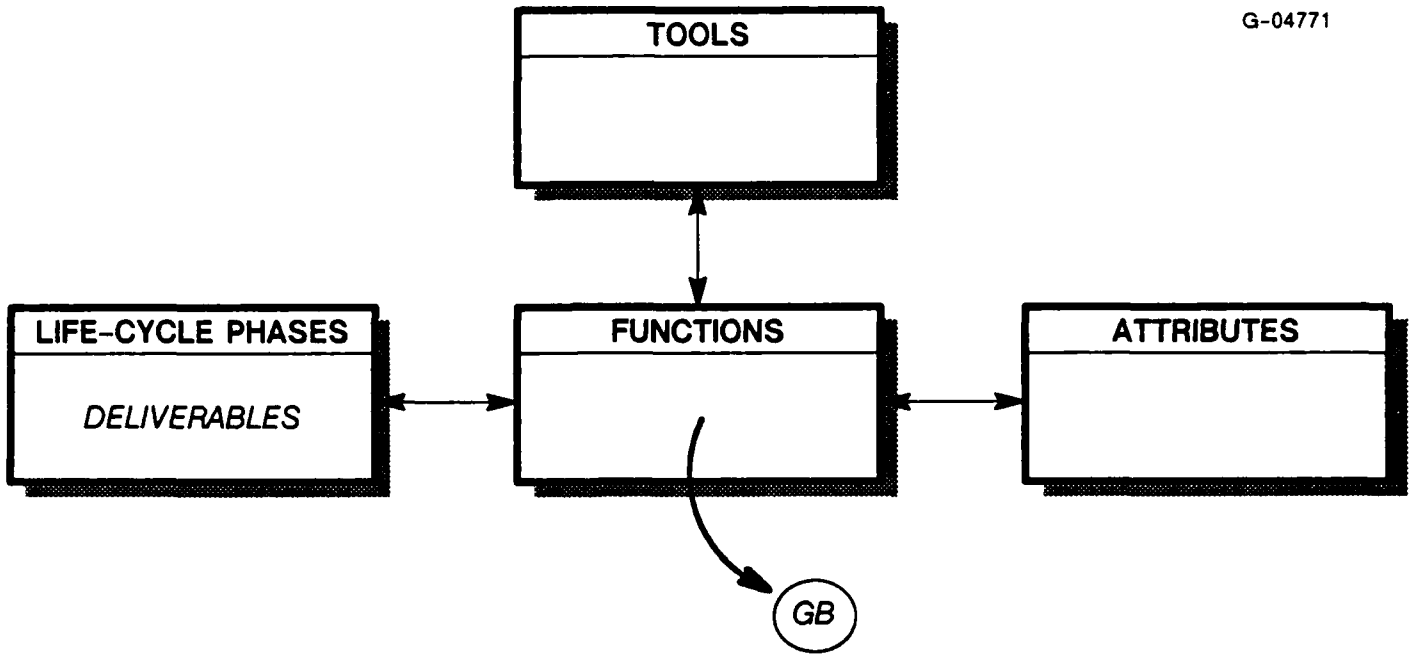 G-04771
TOOLS
LIFE-CYCLE PHASES
DELIVERABLES
FUNCTIONS
ATTRIBUTES
GB